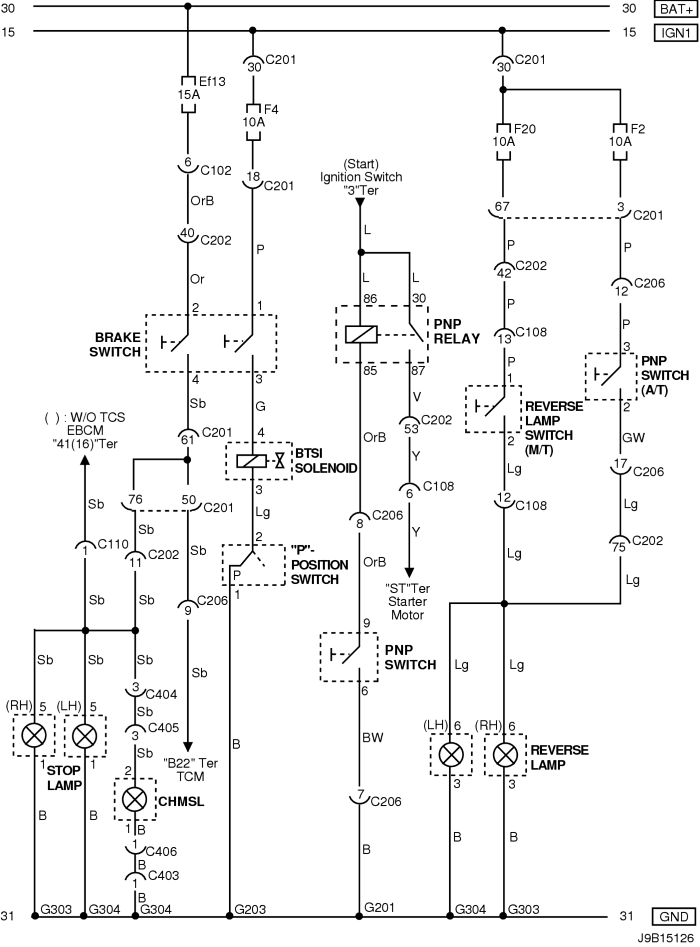 30 30 BAT+
15 15 IGN1
C201 C201
30 30
Ef13
15A
F4
10A
F20
10A
F2
10A
(Start)
Ignition Switch
"3"Ter
6 C102
18 C201
OrB
67 3 C201
40 C202
L
P P P
C202
42
C206
12
Or
L L
86 30
P P
2 1
BRAKE
SWITCH
PNP
RELAY
C108
13
3
PNP
SWITCH
(A/T)
4 3
85 87
P
1
2
REVERSE
LAMP
SWITCH
(M/T)
2
Sb G
V
GW
( ) : W/O TCS
EBCM
"41(16)"Ter
C201
61
4
BTSI
SOLENOID
3
C202
53
OrB
Y
Lg
17 C206
76 50 C201
C108
6
12 C108
Lg
Sb Sb Sb
Lg
C206
8
Y
C110
1
C202
11
2
"P"-
POSITION
SWITCH
P
1
OrB
Lg
C202
75
Lg
"ST"Ter
Starter
Motor
Sb Sb
C206
9
9
PNP
SWITCH
6
Sb Sb Sb Sb
Lg Lg
3 C404
Sb
C405
3
Sb
(RH) 5 (LH) 5
1 1
STOP
LAMP
"B22" Ter
TCM
B
BW
(LH) 6 (RH) 6
REVERSE
LAMP
3 3
2
CHMSL
1 B
7 C206
B B
1 C406
B
1 C403
B
B
B B
31 G303 G304 G304 G203 G201 G304 G303 31 GND
J9B15126